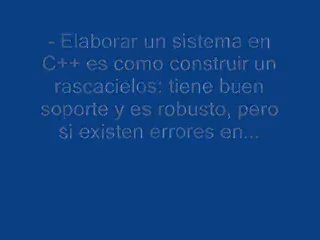 - Elaborar un sistema en
C++ es como construir un
rascacielos: tiene buen
soporte y es robusto, pero
si existen errores en...